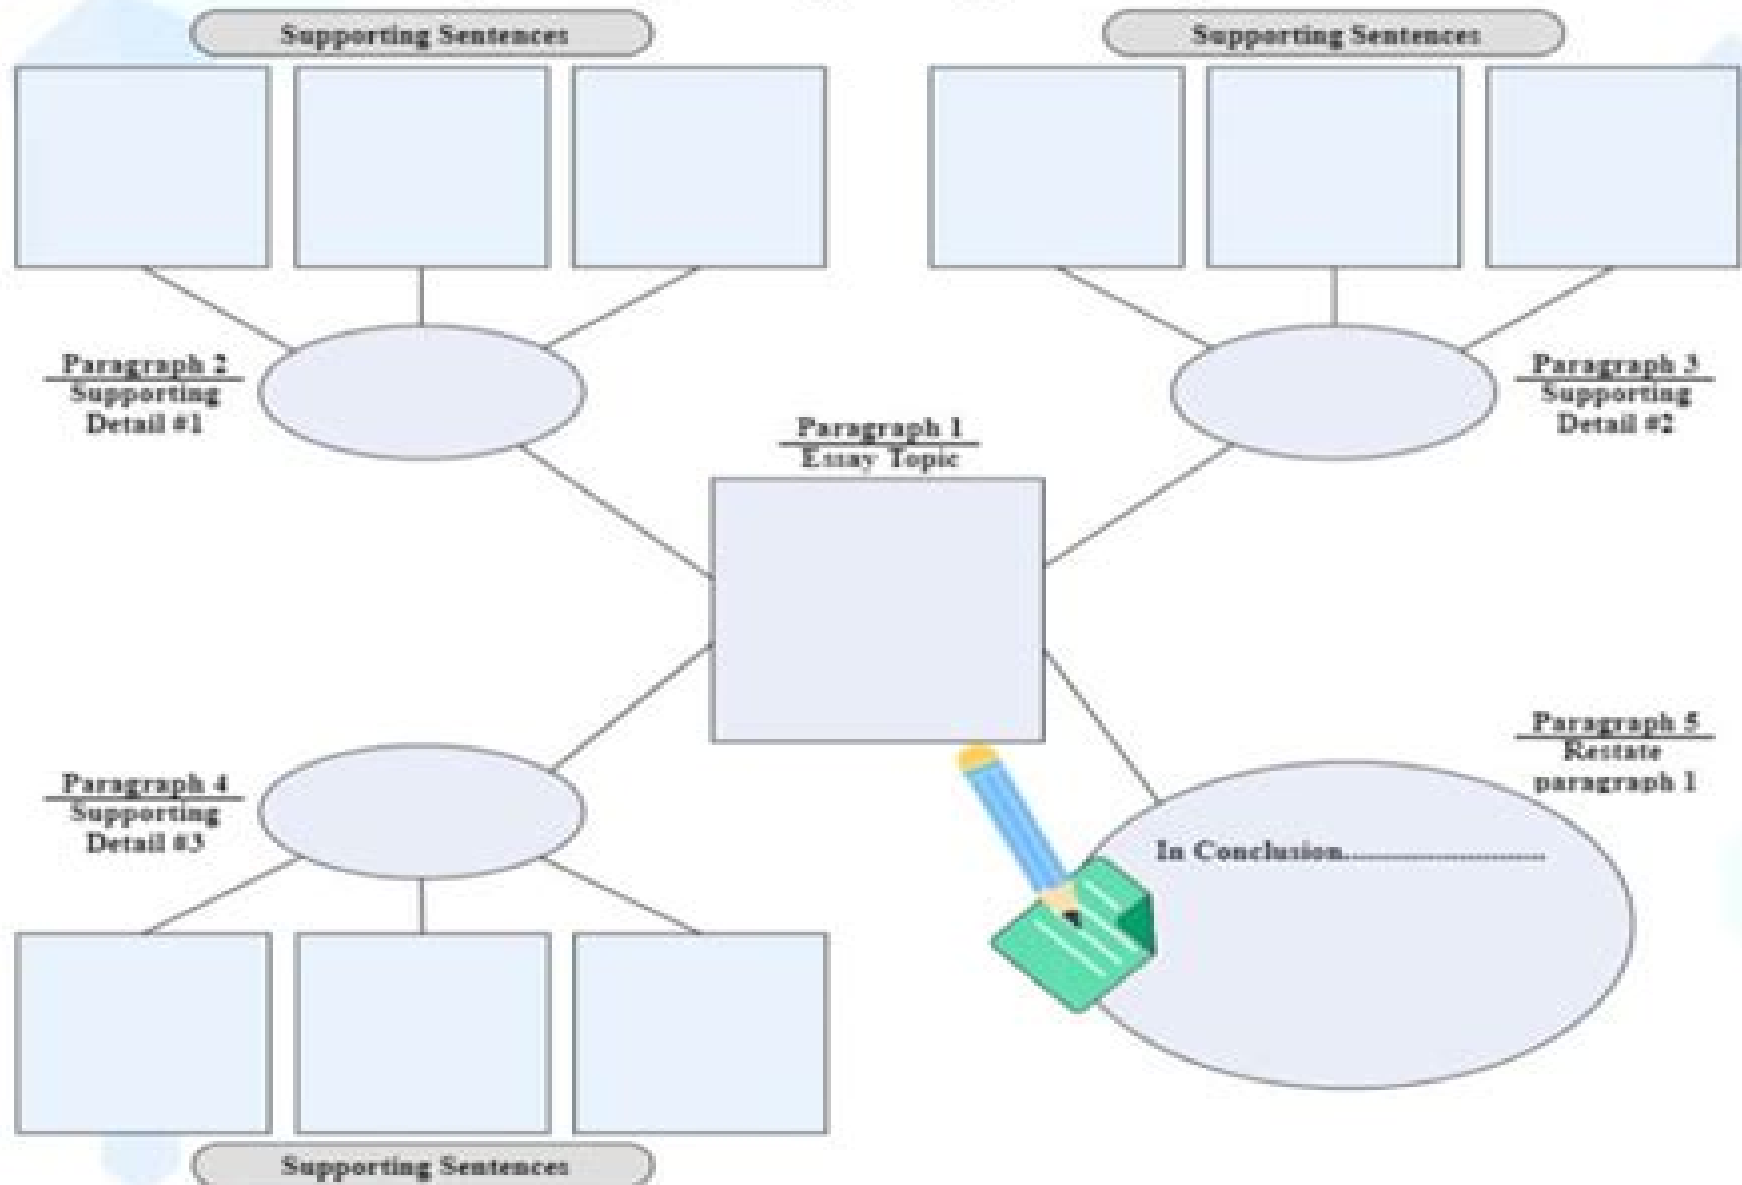 Supporting Sentences
Supporting Sentences
Paragraph 2
Supporting
Detail #1
Paragraph 3
Supporting
Detail #2
Paragraph 1
Essay Topic
Paragraph 4
Supporting
Detail #3
Paragraph 5
Restate
paragraph 1
In Conclusion..............................
Supporting Sentences